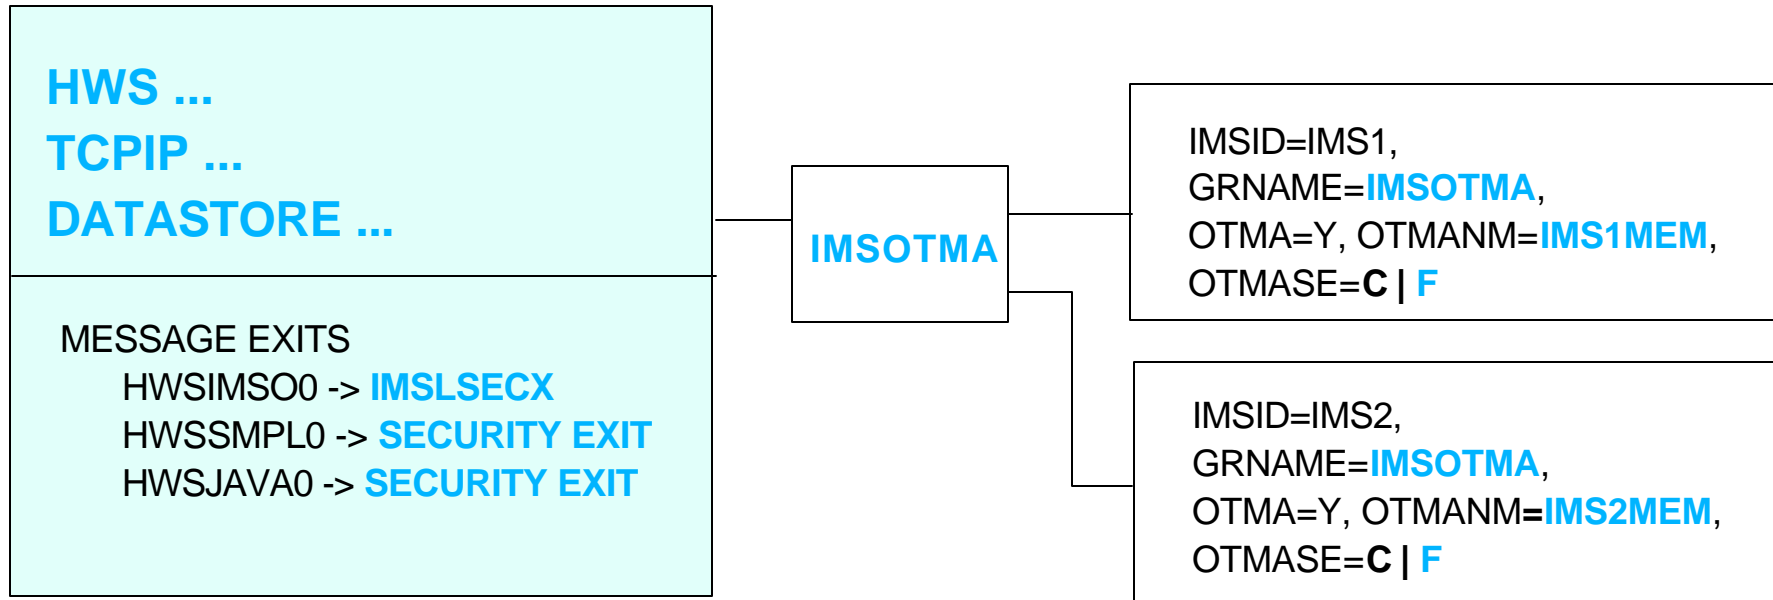 HWS ...
TCPIP ...
DATASTORE ...
MESSAGE EXITS
HWSIMSO0 -> IMSLSECX
HWSSMPL0 -> SECURITY EXIT
HWSJAVA0 -> SECURITY EXIT
IMSOTMA
IMSID=IMS1,
GRNAME=IMSOTMA,
OTMA=Y, OTMANM=IMS1MEM,
OTMASE=C | F
IMSID=IMS2,
GRNAME=IMSOTMA,
OTMA=Y, OTMANM=IMS2MEM,
OTMASE=C | F